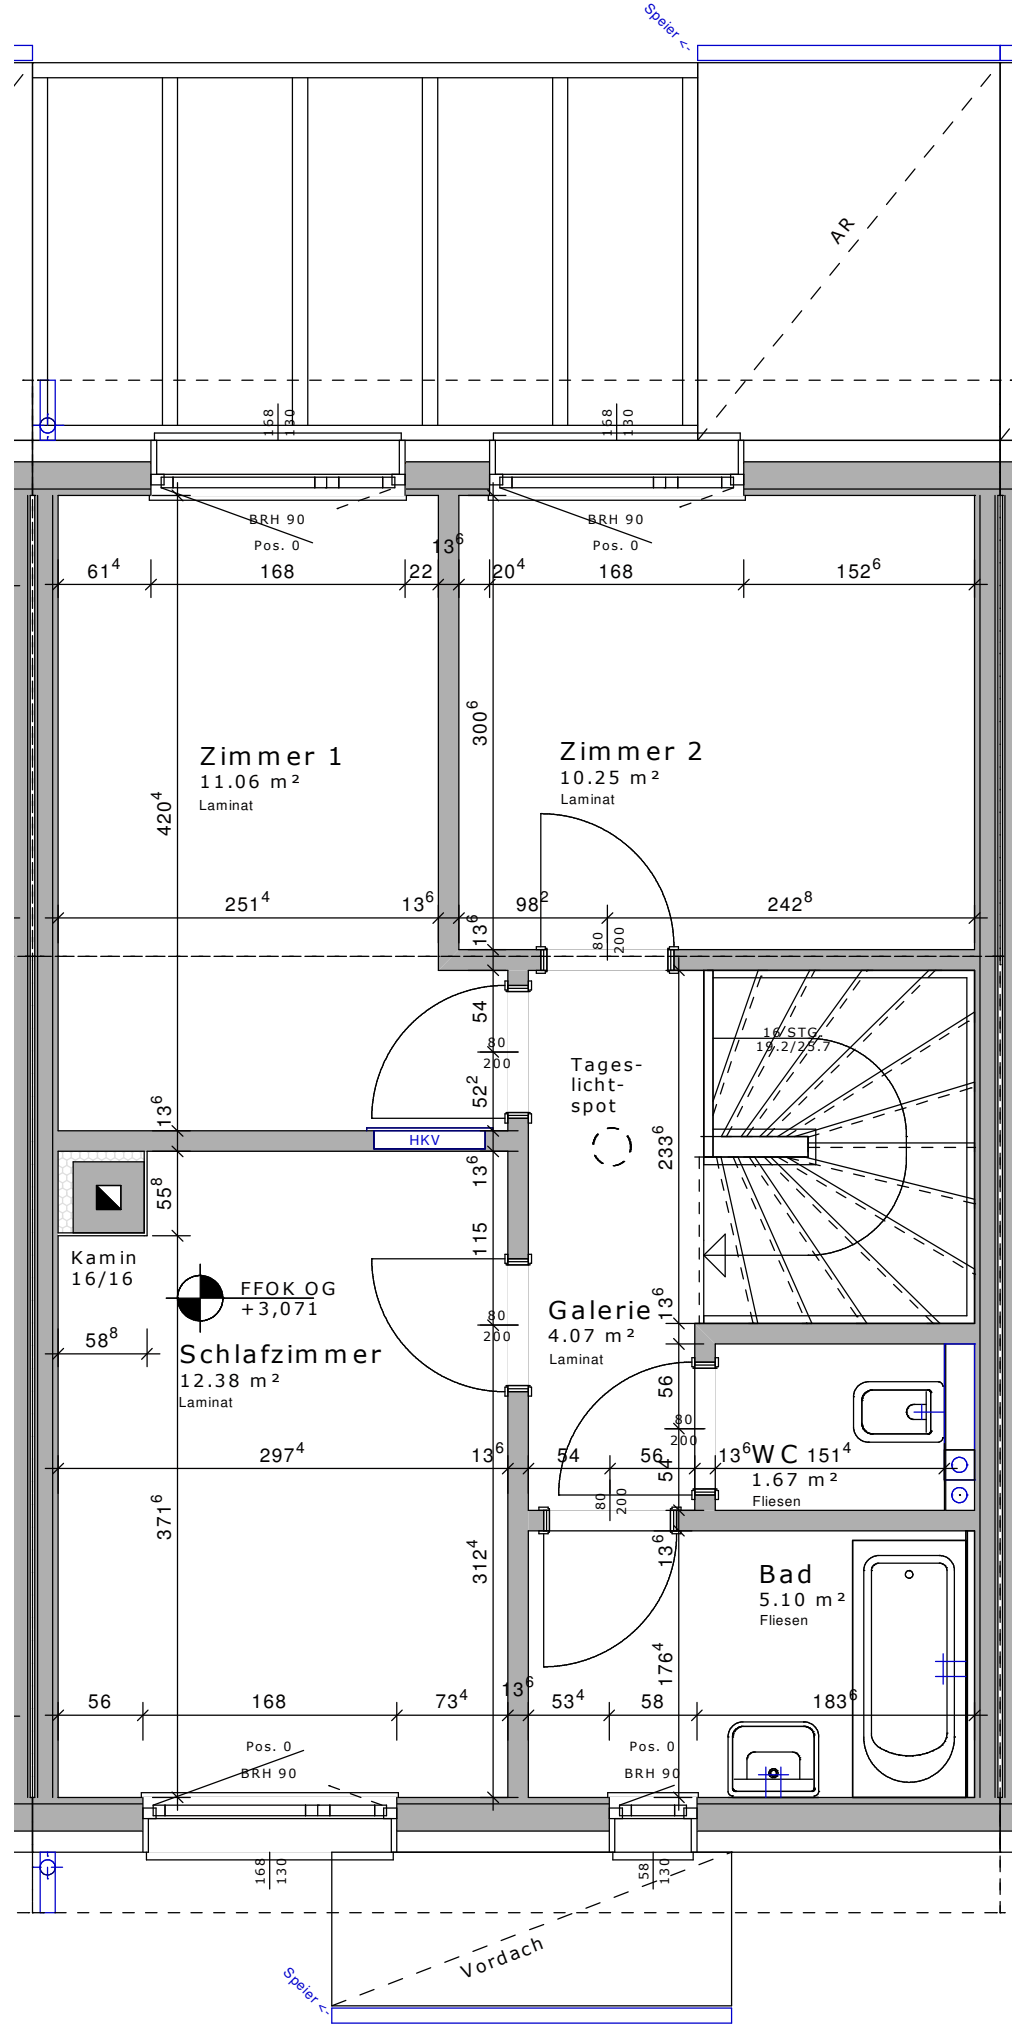 Speier <-
AR
168
130
168
130
BRH 90
Pos. 0
BRH 90
Pos. 0
13⁶
61⁴ 168 22 20⁴ 168 152⁶
300⁶
Zimmer 1
11.06 m²
Laminat
Zimmer 2
10.25 m²
Laminat
420⁴
251⁴ 13⁶ 98² 242⁸
13⁶
80
200
54
80
200
52²
16 STG.
19.2/25.7
Tages-
licht-
spot
13⁶
HKV
233⁶
13⁶
55⁸
115
Kamin
16/16
FFOK OG
+3,071
58⁸
80
200
13⁶
Galerie
4.07 m²
Laminat
Schlafzimmer
12.38 m²
Laminat
56
80
200
54
297⁴ 13⁶ 54 56 13⁶ 151⁴
WC
1.67 m²
Fliesen
80
200
371⁶
312⁴
13⁶
Bad
5.10 m²
Fliesen
176⁴
13⁶
56 168 73⁴ 53⁴ 58 183⁶
Pos. 0
BRH 90
Pos. 0
BRH 90
168
130
58
130
Vordach
Speier <-